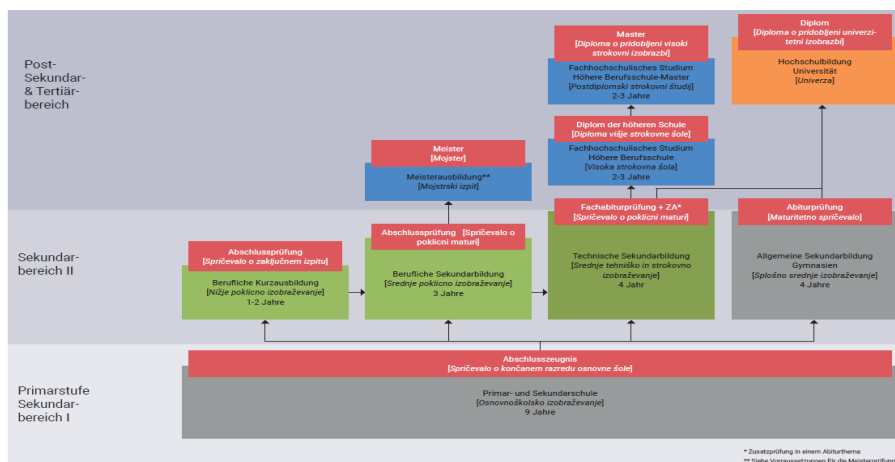 Post-
Sekundar-
& Tertiär-
bereich
Master
[Diploma o pridobljeni visoki
strokovni izobrazbi]
Fachhochschulisches Studium
Höhere Berufsschule-Master
[Postdiplomski strokovni študij]
2-3 Jahre
Diplom
[Diploma o pridobljeni univerzi-
tetni izobrazbi]
Hochschulbildung
Universität
[Univerza]
Diplom der höheren Schule
[Diploma višje strokovne šole]
Fachhochschulisches Studium
Höhere Berufsschule
[Visoka strokovna šola]
2-3 Jahre
Meister
[Mojster]
Meisterausbildung**
[Mojstrski izpit]
Sekundar-
bereich II
Abschlussprüfung
[Spričevalo o zaključnem izpitu]
Berufliche Kurzausbildung
[Nižje poklicno izobraževanje]
1-2 Jahre
Abschlussprüfung [Spričevalo o
poklicni maturi]
Berufliche Sekundarbildung
[Srednje poklicno izobraževanje]
3 Jahre
Fachabiturprüfung + ZA*
[Spričevalo o poklicni maturi]
Technische Sekundarbildung
[Srednje tehniško in strokovno
izobraževanje]
4 Jahr
Abiturprüfung
[Maturitetno spričevalo]
Allgemeine Sekundarbildung
Gymnasien
[Splošno srednje izobraževanje]
4 Jahre
Primarstufe
Sekundar-
bereich I
Abschlusszeugnis
[Spričevalo o končanem razredu osnovne šole]
Primar- und Sekundarschule
[Osnovnošolsko izobraževanje]
9 Jahre
* Zusatzprüfung in einem Abiturthema
** Siehe Vorraussetzungen für die Meisterprüfung